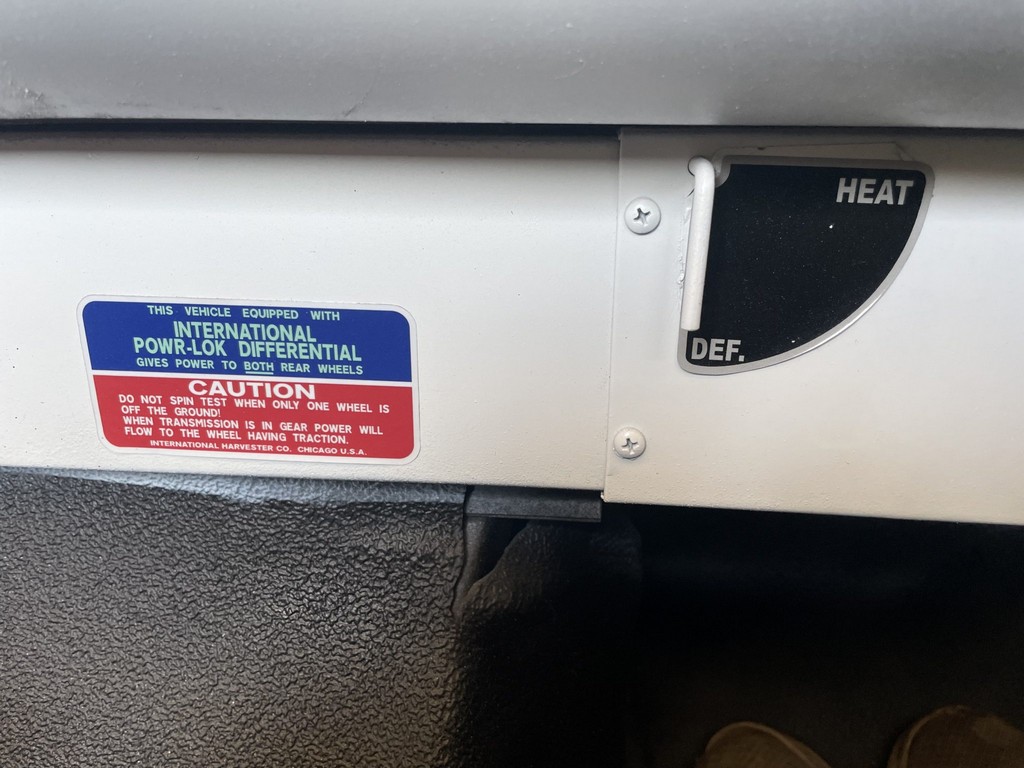 THIS VEHICLE EQUIPPED WITH
INTERNATIONAL
POWR-LOK DIFFERENTIAL
GIVES POWER TO BOTH REAR WHEELS
CAUTION
DO NOT SPIN TEST WHEN ONLY ONE WHEEL IS
OFF THE GROUND!
WHEN TRANSMISSION IS IN GEAR POWER WILL
FLOW TO THE WHEEL HAVING TRACTION.
INTERNATIONAL HARVESTER CO. CHICAGO U.S.A.
HEAT
DEF.